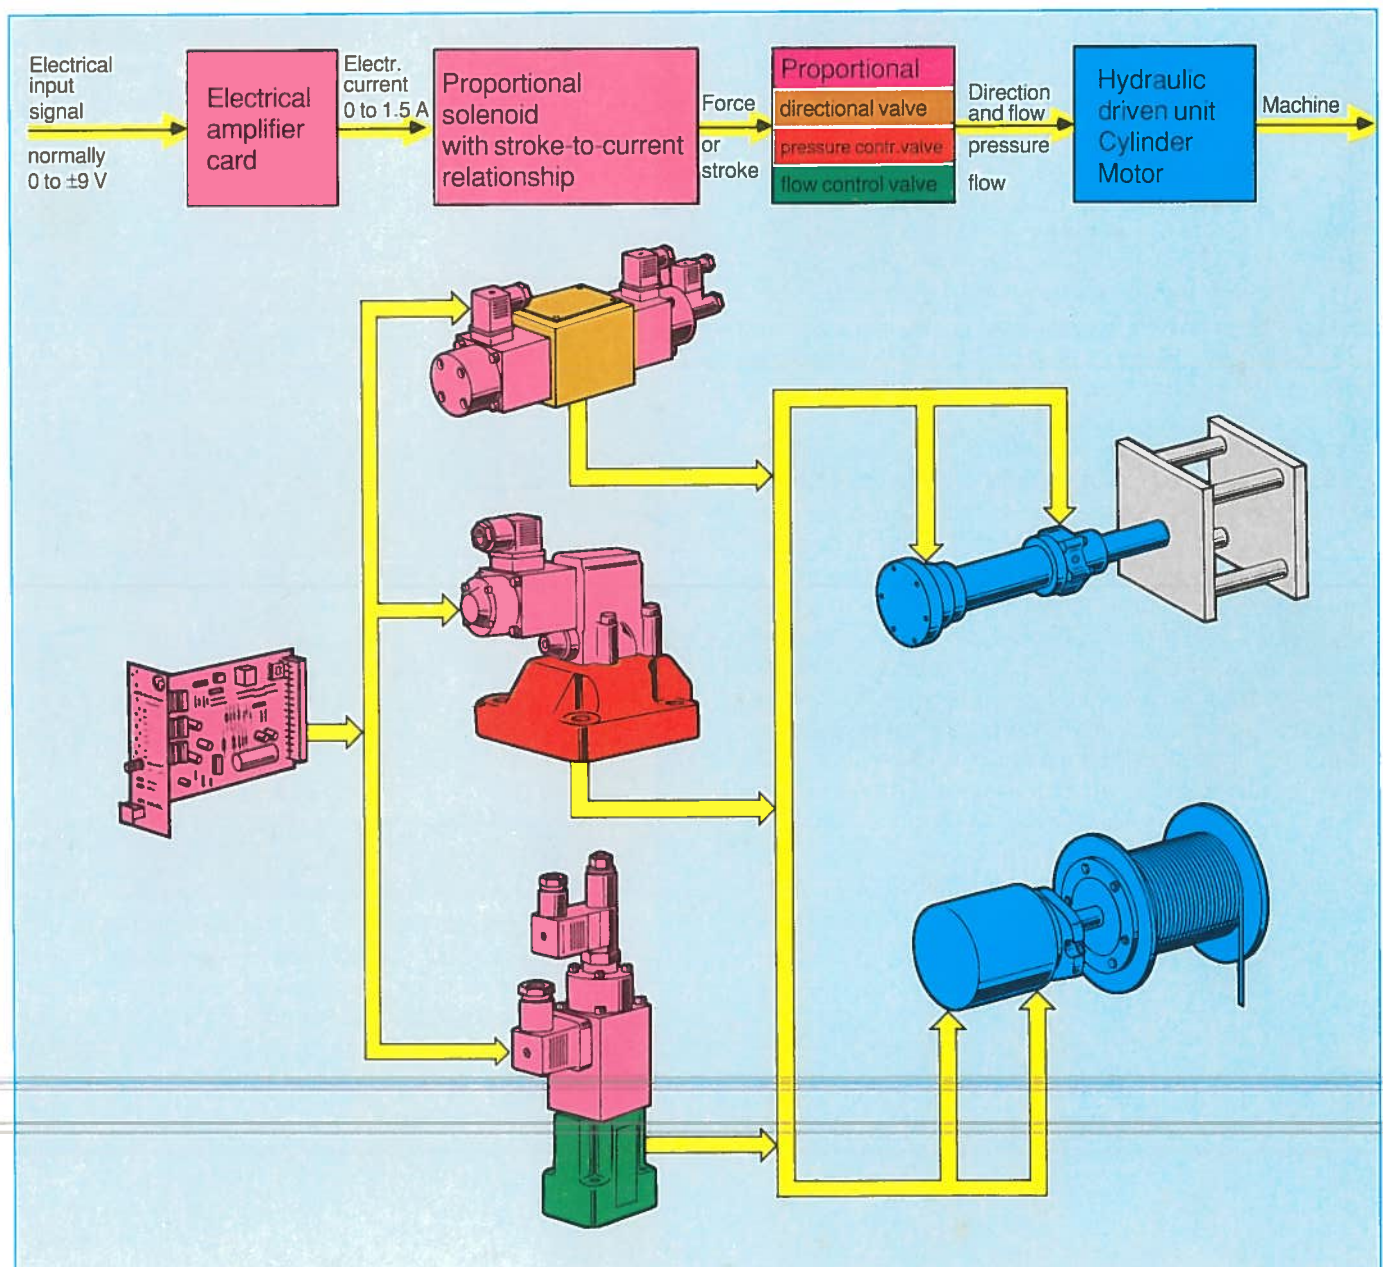 Electrical
input
signal
normally
0 to ±9 V
Electrical
amplifier
card
Electr.
current
0 to 1.5 A
Proportional
solenoid
with stroke-to-current
relationship
Force
or
stroke
Proportional
directional valve
pressure contr.valve
flow control valve
Direction
and flow
pressure
flow
Hydraulic
driven unit
Cylinder
Motor
Machine